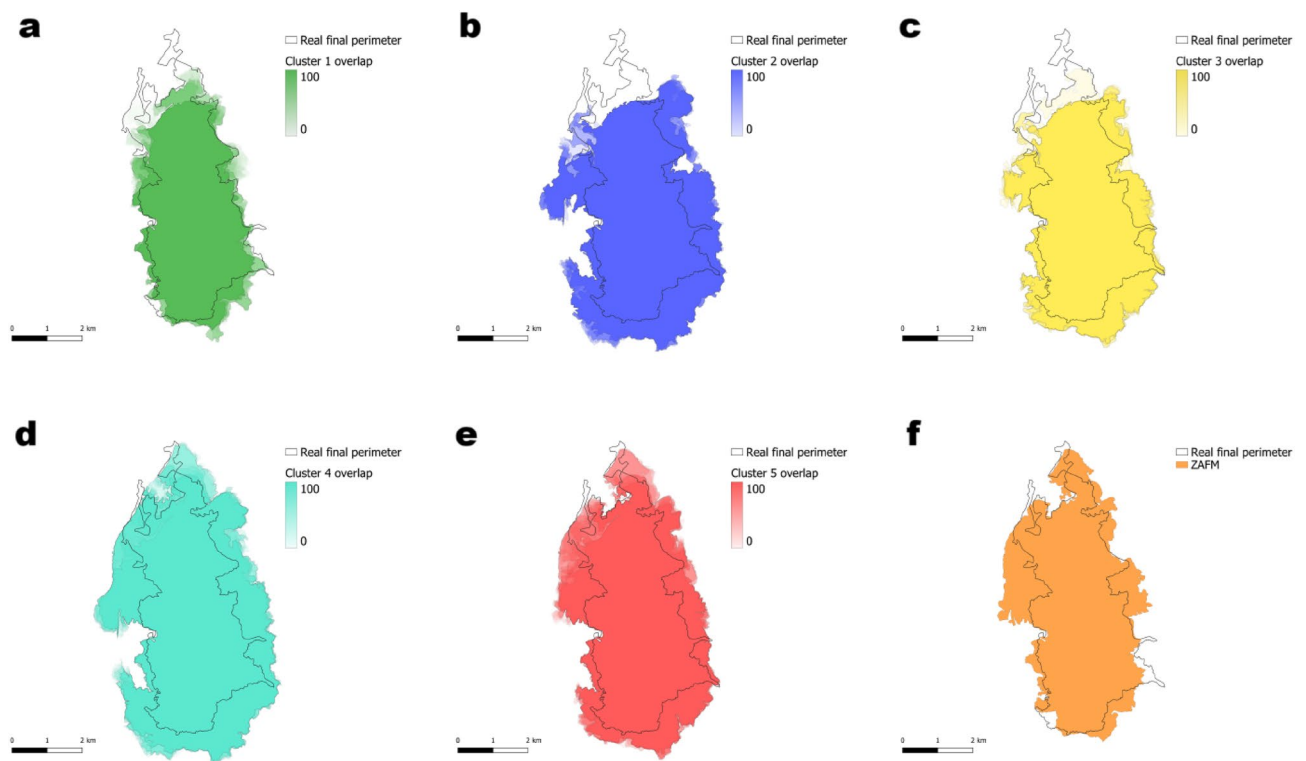 a
Real final perimeter
Cluster 1 overlap
100
0
0 1 2 km
b
Real final perimeter
Cluster 2 overlap
100
0
0 1 2 km
c
Real final perimeter
Cluster 3 overlap
100
0
0 1 2 km
d
Real final perimeter
Cluster 4 overlap
100
0
0 1 2 km
e
Real final perimeter
Cluster 5 overlap
100
0
0 1 2 km
f
Real final perimeter
ZAFM
0 1 2 km